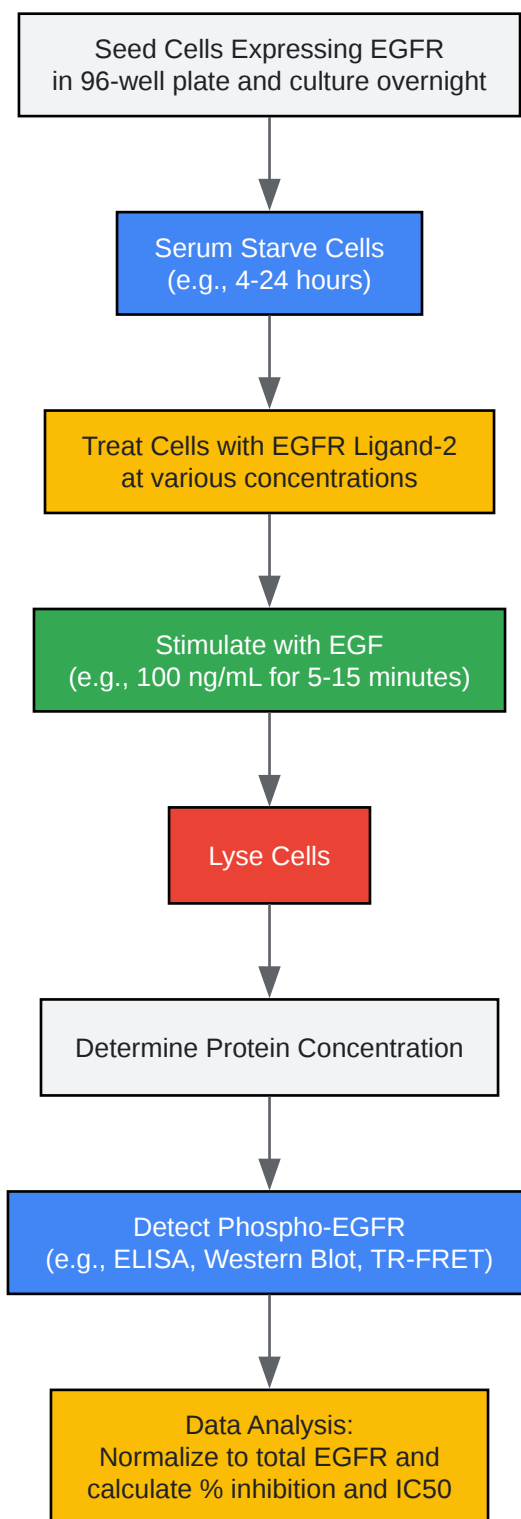 Seed Cells Expressing EGFR
in 96-well plate and culture overnight
Serum Starve Cells
(e.g., 4-24 hours)
Treat Cells with EGFR Ligand-2
at various concentrations
Stimulate with EGF
(e.g., 100 ng/mL for 5-15 minutes)
Lyse Cells
Determine Protein Concentration
Detect Phospho-EGFR
(e.g., ELISA, Western Blot, TR-FRET)
Data Analysis:
Normalize to total EGFR and
calculate % inhibition and IC50